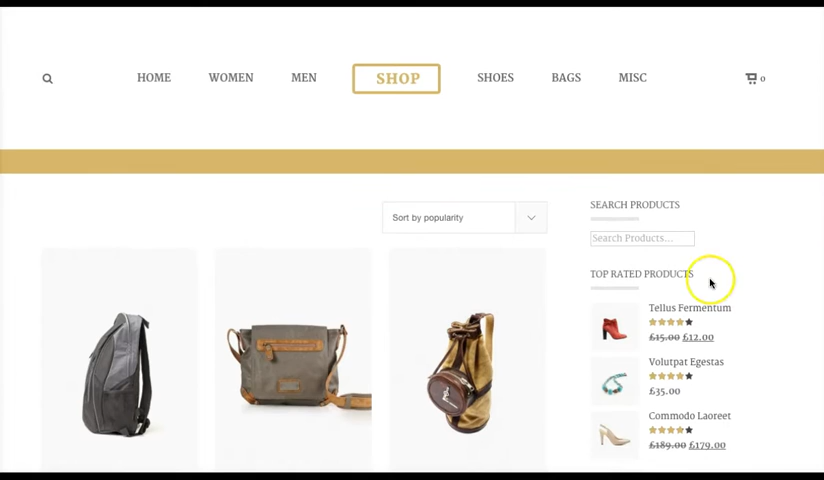 HOME WOMEN MEN SHOP SHOES BAGS MISC 0
Sort by popularity
SEARCH PRODUCTS
Search Products...
TOP RATED PRODUCTS
Tellus Fermentum
£15.00 £12.00
Volutpat Egestas
£35.00
Commodo Laoreet
£189.00 £179.00